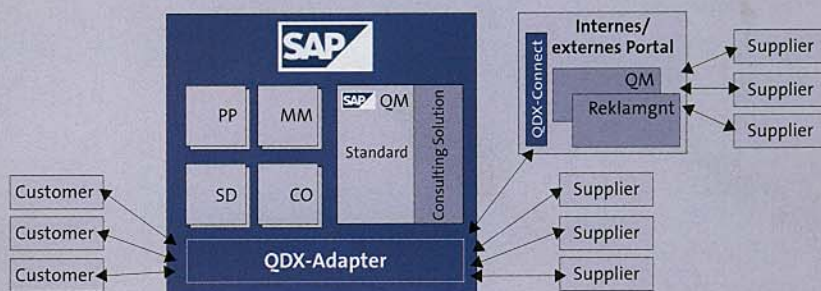 SAP
PP
MM
SAP QM
Standard
Consulting Solution
SD
CO
QDX-Adapter
Customer
Customer
Customer
Internes/
externes Portal
QDX-Connect
QM
Reklamgnt
Supplier
Supplier
Supplier
Supplier
Supplier
Supplier